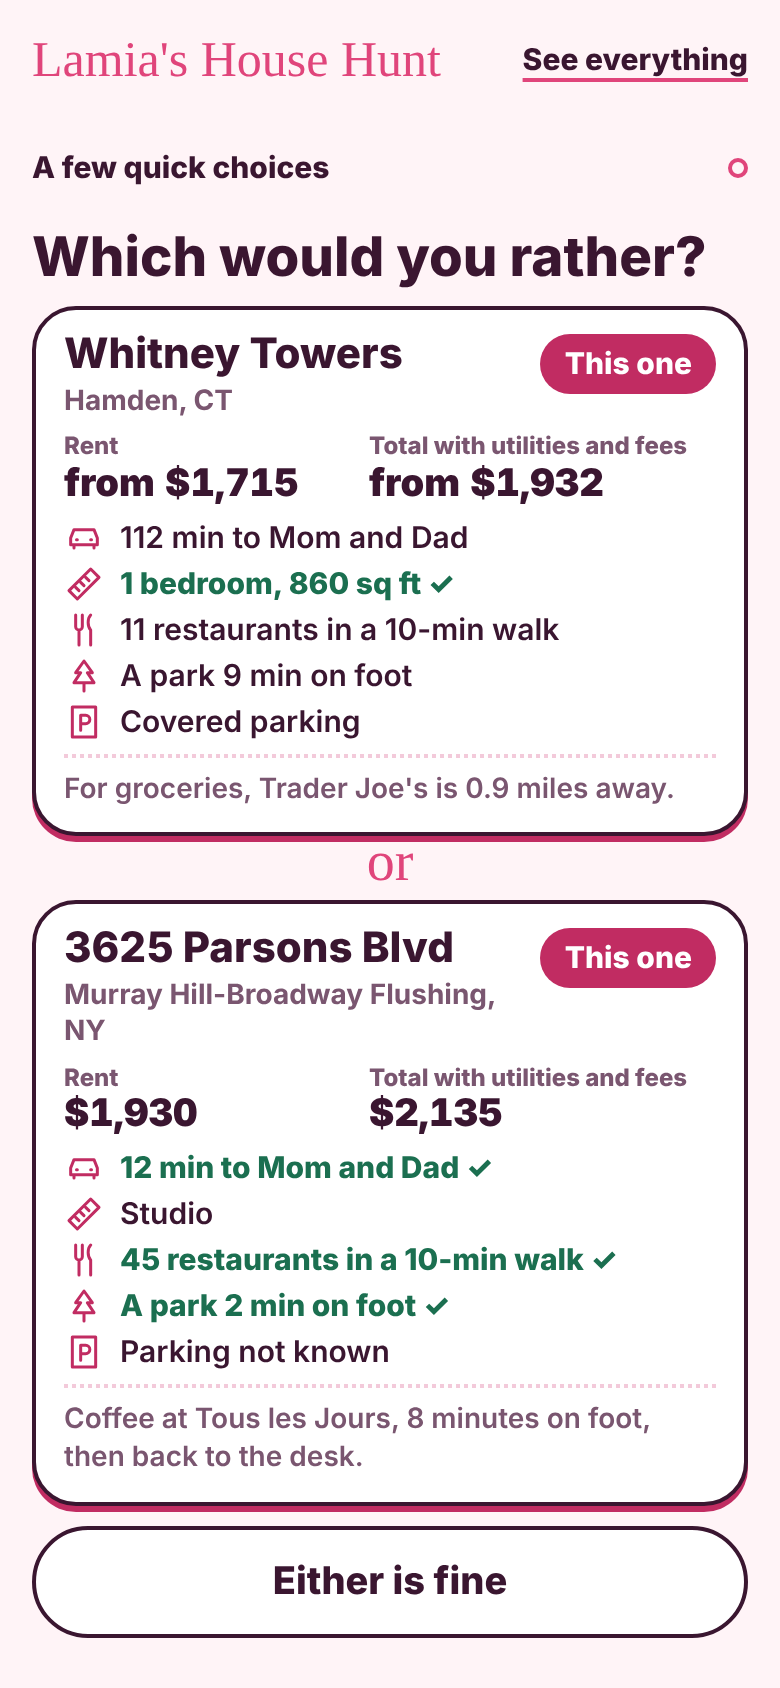 Lamia's House Hunt
See everything
A few quick choices
Which would you rather?
Whitney Towers
This one
Hamden, CT
Rent
Total with utilities and fees
from $1,715
from $1,932
112 min to Mom and Dad
1 bedroom, 860 sq ft ✓
11 restaurants in a 10-min walk
A park 9 min on foot
P
Covered parking
For groceries, Trader Joe's is 0.9 miles away.
or
3625 Parsons Blvd
This one
Murray Hill-Broadway Flushing,
NY
Rent
Total with utilities and fees
$1,930
$2,135
12 min to Mom and Dad ✓
Studio
45 restaurants in a 10-min walk ✓
A park 2 min on foot ✓
P
Parking not known
Coffee at Tous les Jours, 8 minutes on foot,
then back to the desk.
Either is fine